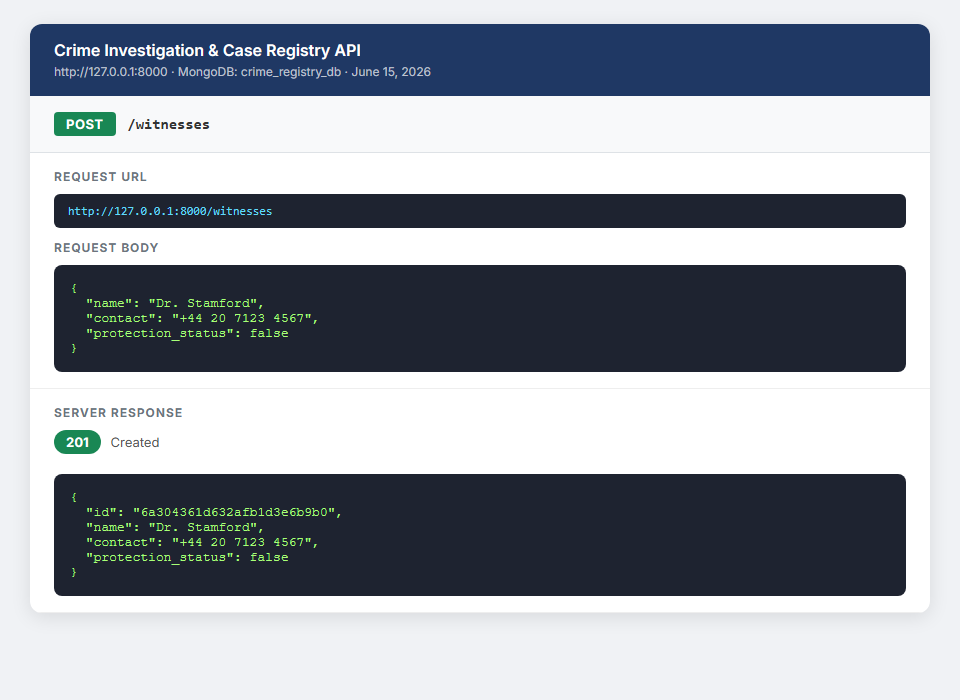 Crime Investigation & Case Registry API
http://127.0.0.1:8000 · MongoDB: crime_registry_db · June 15, 2026
POST /witnesses
REQUEST URL
http://127.0.0.1:8000/witnesses
REQUEST BODY
{
  "name": "Dr. Stamford",
  "contact": "+44 20 7123 4567",
  "protection_status": false
}
SERVER RESPONSE
201 Created
{
  "id": "6a304361d632afb1d3e6b9b0",
  "name": "Dr. Stamford",
  "contact": "+44 20 7123 4567",
  "protection_status": false
}